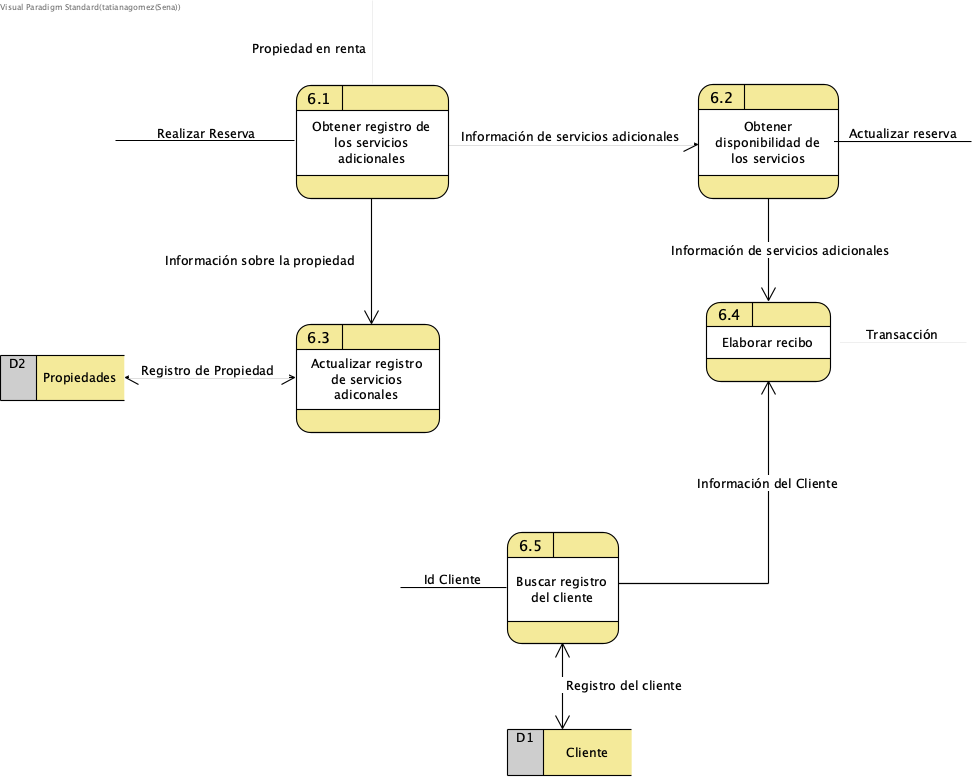 Visual Paradigm Standard(tatianagomez(Sena))
Propiedad en renta
6.1
Obtener registro de
los servicios
adicionales
Realizar Reserva
Información de servicios adicionales
6.2
Obtener
disponibilidad de
los servicios
Actualizar reserva
Información sobre la propiedad
Información de servicios adicionales
6.3
Actualizar registro
de servicios
adiconales
6.4
Elaborar recibo
Transacción
D2
Propiedades
Registro de Propiedad
Información del Cliente
6.5
Buscar registro
del cliente
Id Cliente
Registro del cliente
D1
Cliente